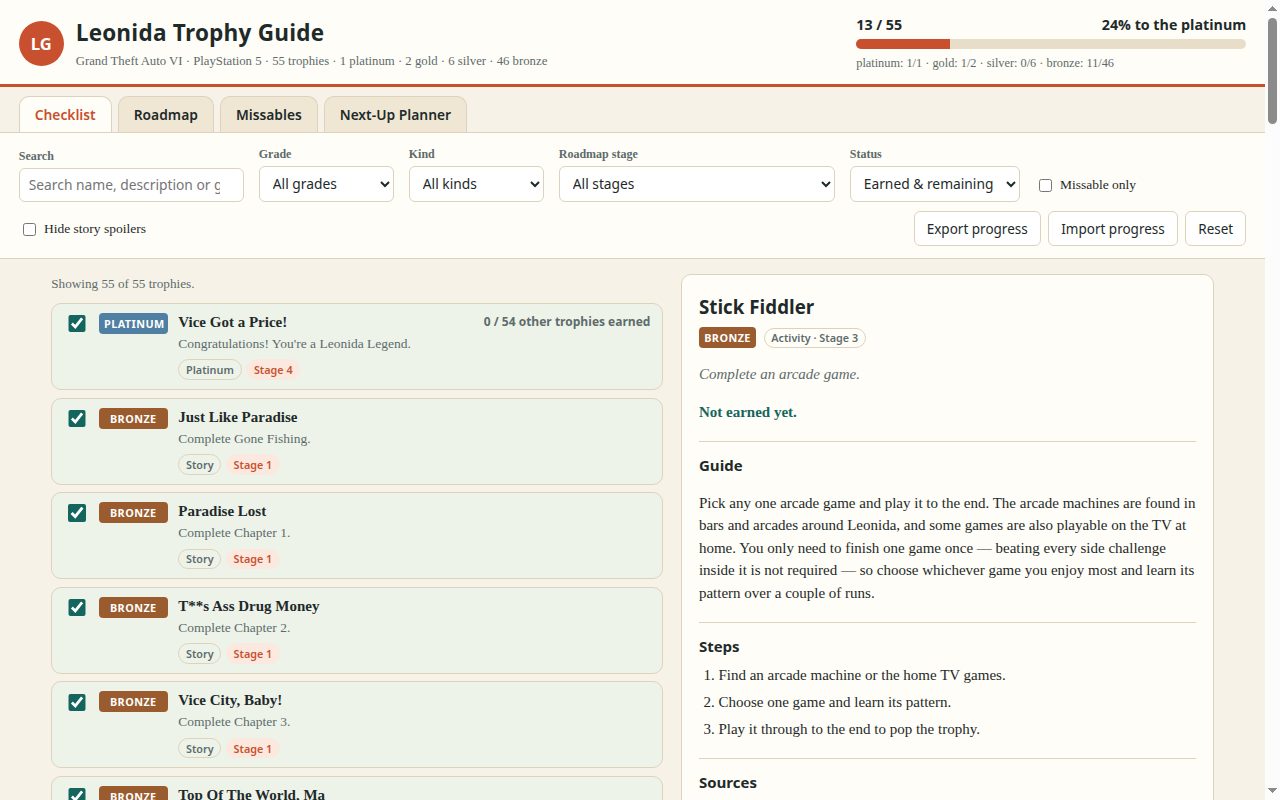 LG
Leonida Trophy Guide
Grand Theft Auto VI · PlayStation 5 · 55 trophies · 1 platinum · 2 gold · 6 silver · 46 bronze
13 / 55
24% to the platinum
platinum: 1/1 · gold: 1/2 · silver: 0/6 · bronze: 11/46
Checklist
Roadmap
Missables
Next-Up Planner
Search
Search name, description or g
Grade
All grades
Kind
All kinds
Roadmap stage
All stages
Status
Earned & remaining
Missable only
Hide story spoilers
Export progress
Import progress
Reset
Showing 55 of 55 trophies.
PLATINUM
Vice Got a Price!
0 / 54 other trophies earned
Congratulations! You're a Leonida Legend.
Platinum
Stage 4
BRONZE
Just Like Paradise
Complete Gone Fishing.
Story
Stage 1
BRONZE
Paradise Lost
Complete Chapter 1.
Story
Stage 1
BRONZE
T**s Ass Drug Money
Complete Chapter 2.
Story
Stage 1
BRONZE
Vice City, Baby!
Complete Chapter 3.
Story
Stage 1
BRONZE
Top Of The World, Ma
Stick Fiddler
BRONZE
Activity · Stage 3
Complete an arcade game.
Not earned yet.
Guide
Pick any one arcade game and play it to the end. The arcade machines are found in
bars and arcades around Leonida, and some games are also playable on the TV at
home. You only need to finish one game once — beating every side challenge
inside it is not required — so choose whichever game you enjoy most and learn its
pattern over a couple of runs.
Steps
1. Find an arcade machine or the home TV games.
2. Choose one game and learn its pattern.
3. Play it through to the end to pop the trophy.
Sources